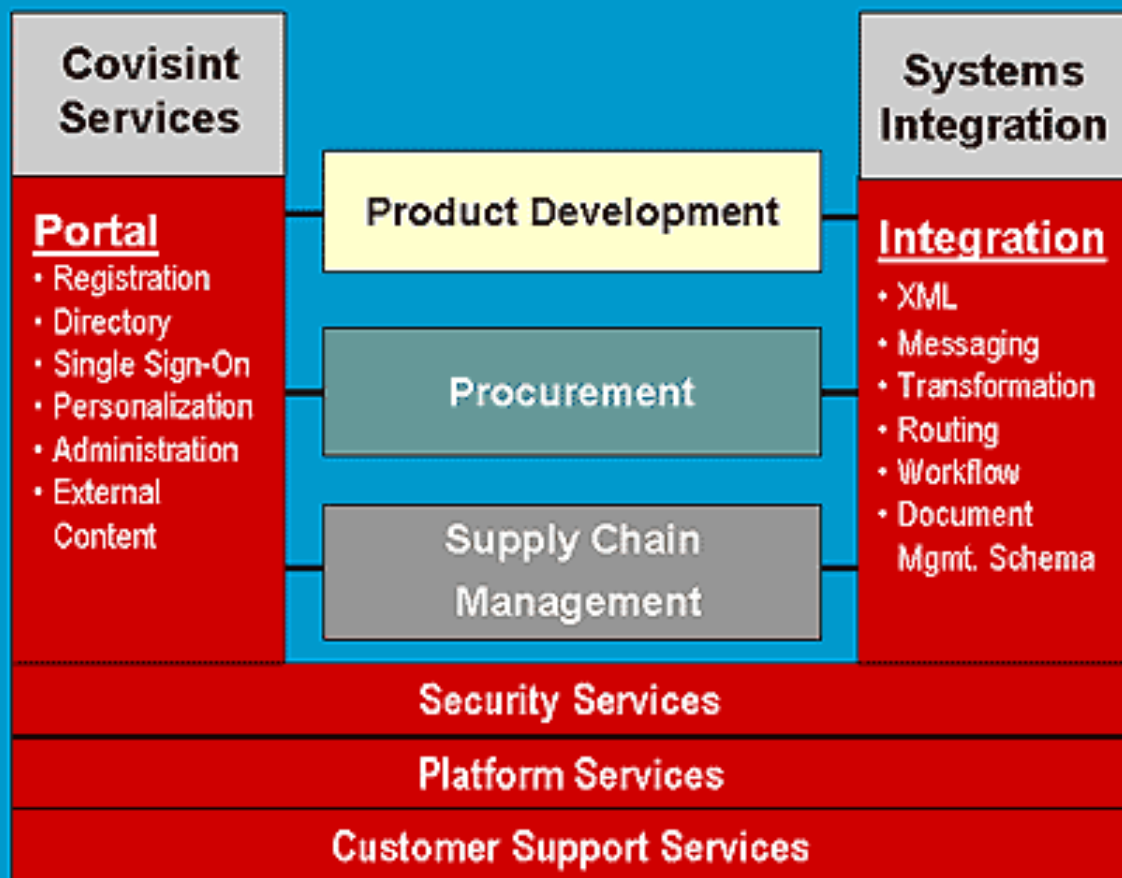 Covisint
Services
Portal
• Registration
• Directory
• Single Sign-On
• Personalization
• Administration
• External
Content
Product Development
Procurement
Supply Chain
Management
Systems
Integration
Integration
• XML
• Messaging
• Transformation
• Routing
• Workflow
• Document
Mgmt. Schema
Security Services
Platform Services
Customer Support Services